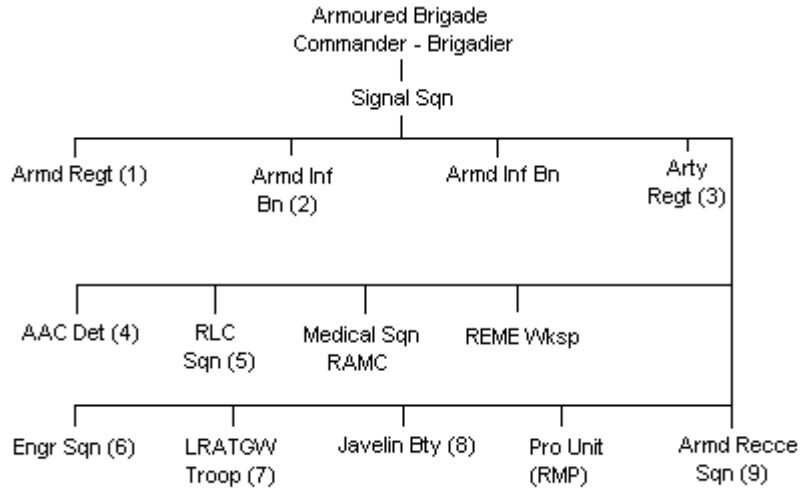 Armoured Brigade
Commander - Brigadier
Signal Sqn
Armd Regt (1)
Armd Inf
Bn (2)
Armd Inf Bn
Arty
Regt (3)
AAC Det (4)
RLC
Sqn (5)
Medical Sqn
RAMC
REME Wksp
Engr Sqn (6)
LRATGW
Troop (7)
Javelin Bty (8)
Pro Unit
(RMP)
Armd Recce
Sqn (9)